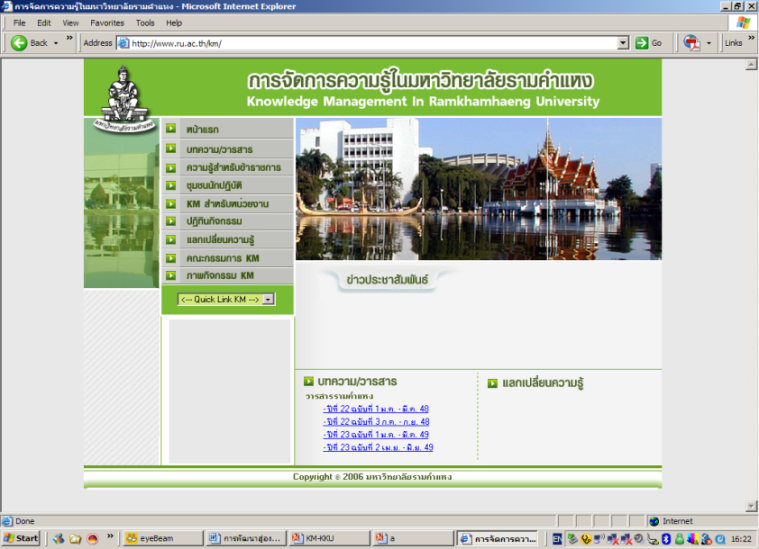 การจัดการความรู้ในมหาวิทยาลัยรามคำแหง - Microsoft Internet Explorer
File Edit View Favorites Tools Help
Back Address http://www.ru.ac.th/km/ Go Links
การจัดการความรู้ในมหาวิทยาลัยรามคำแหง
Knowledge Management In Ramkhamhaeng University
หน้าแรก
บทความ/วารสาร
ความรู้สำหรับข้าราชการ
ชุมชนนักปฏิบัติ
KM สำหรับหน่วยงาน
ปฏิทินกิจกรรม
แลกเปลี่ยนความรู้
คณะกรรมการ KM
ภาพกิจกรรม KM
<-- Quick Link KM -->
ข่าวประชาสัมพันธ์
บทความ/วารสาร
วารสารรามคำแหง
- ปีที่ 22 ฉบับที่ 1 ม.ค. - มี.ค. 48
- ปีที่ 22 ฉบับที่ 3 ก.ค. - ก.ย. 48
- ปีที่ 23 ฉบับที่ 1 ม.ค. - มี.ค. 49
- ปีที่ 23 ฉบับที่ 2 เม.ย. - มิ.ย. 49
แลกเปลี่ยนความรู้
Copyright © 2006 มหาวิทยาลัยรามคำแหง
Done Internet
Start eyeBeam การพัฒนาสู่อง... KM-KKU a การจัดการควา... EN 16:22